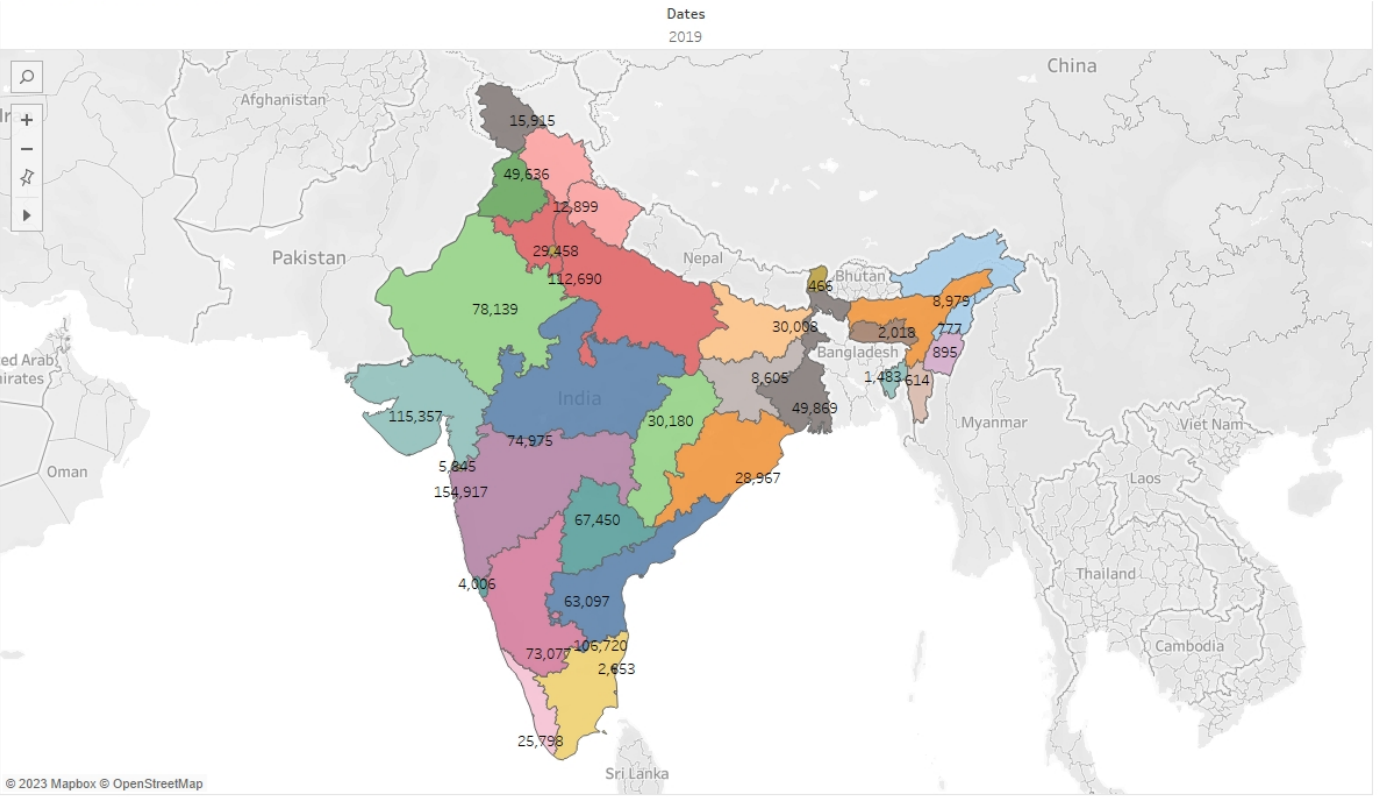 Dates
2019
China
Afghanistan
Ir
15,915
49,636
12,899
Pakistan
29,458
Nepal
112,690
Bhutan
466
78,139
8,979
30,008
2,018
777
ed Arab
Bangladesh
895
mirates
8,605
1,483
614
India
49,869
115,357
30,180
Myanmar
Viet Nam
74,975
Oman
28,967
Laos
154,917
67,450
Thailand
4,006
63,097
106,720
Cambodia
73,077
2,653
25,798
Sri Lanka
© 2023 Mapbox © OpenStreetMap